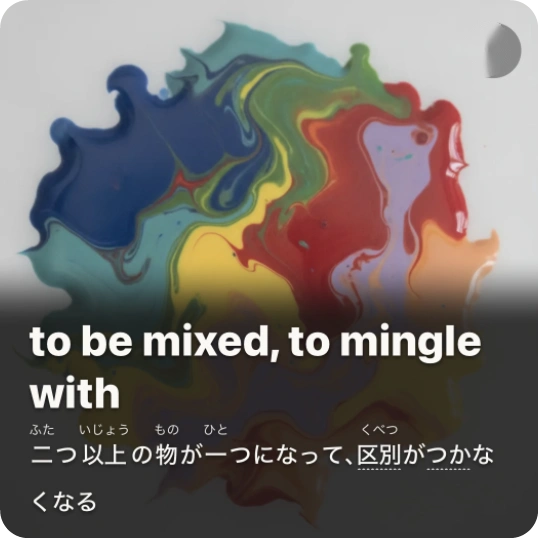 to be mixed, to mingle
with
ふた いじょう もの ひと くべつ
二つ以上の物が一つになって、区別がつかな
くなる